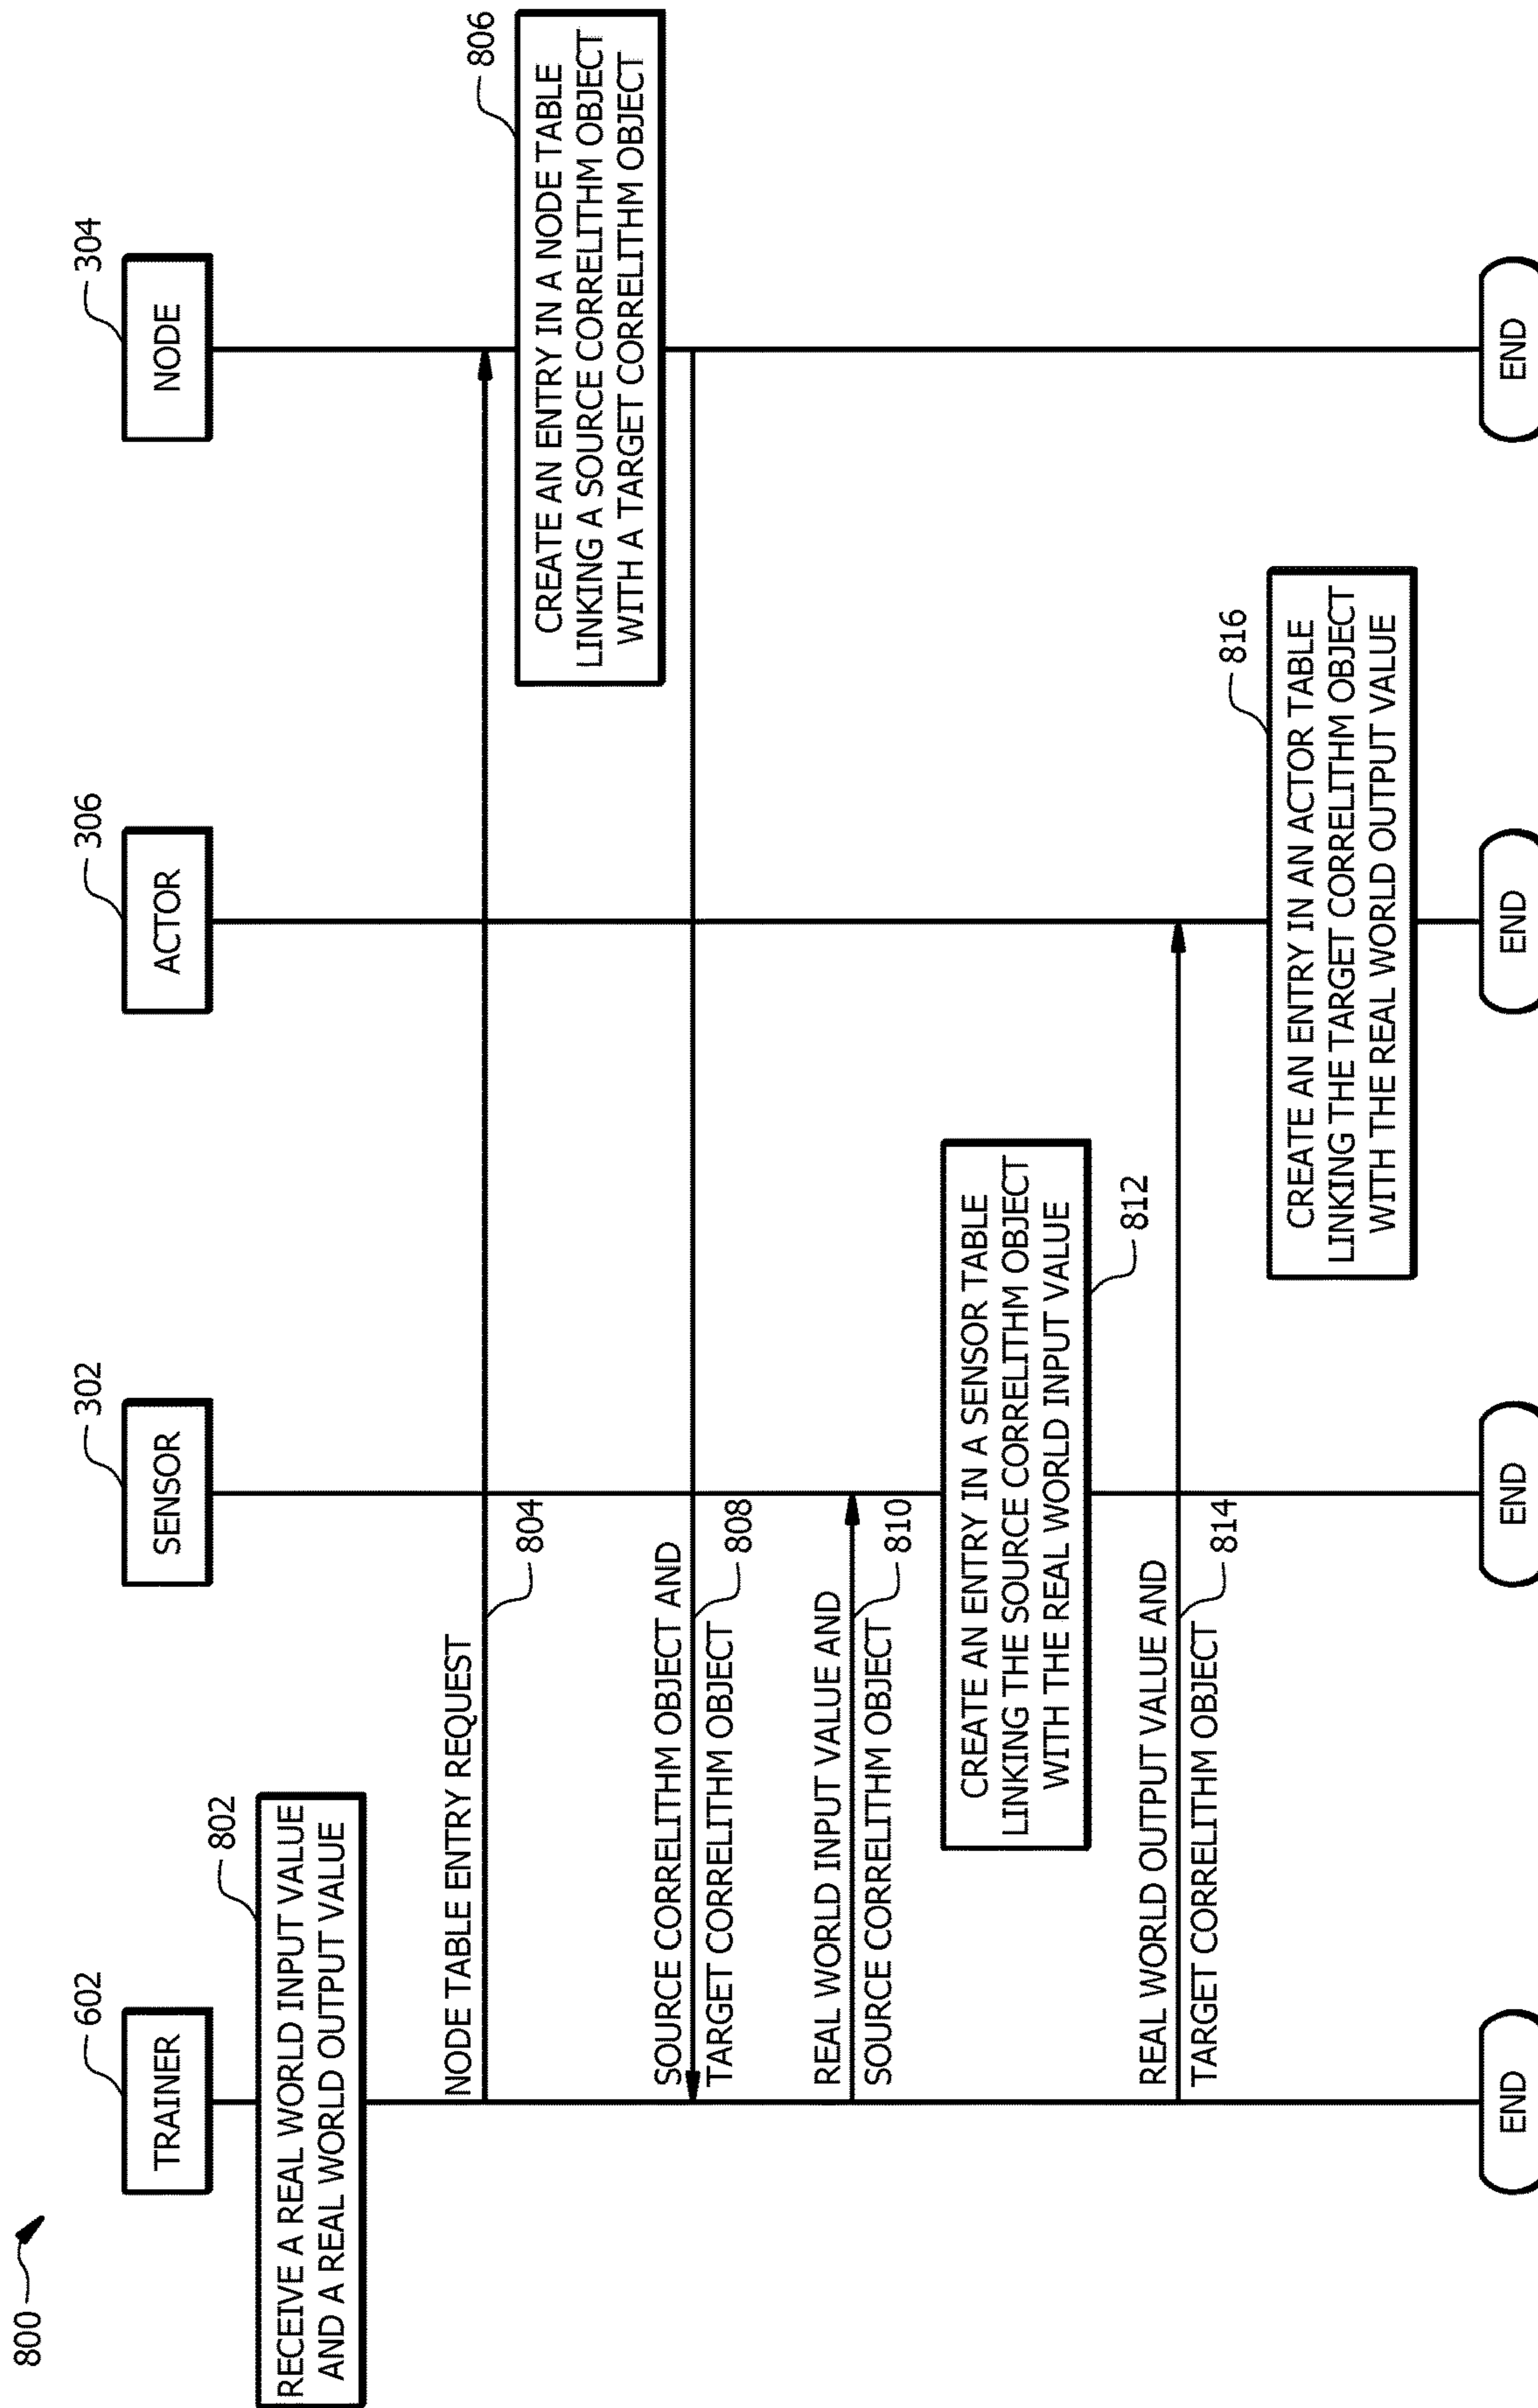 800
TRAINER
602
SENSOR
302
ACTOR
306
NODE
304
RECEIVE A REAL WORLD INPUT VALUE
AND A REAL WORLD OUTPUT VALUE
802
NODE TABLE ENTRY REQUEST
804
CREATE AN ENTRY IN A NODE TABLE
LINKING A SOURCE CORRELITHM OBJECT
WITH A TARGET CORRELITHM OBJECT
806
SOURCE CORRELITHM OBJECT AND
TARGET CORRELITHM OBJECT
808
REAL WORLD INPUT VALUE AND
SOURCE CORRELITHM OBJECT
810
CREATE AN ENTRY IN A SENSOR TABLE
LINKING THE SOURCE CORRELITHM OBJECT
WITH THE REAL WORLD INPUT VALUE
812
REAL WORLD OUTPUT VALUE AND
TARGET CORRELITHM OBJECT
814
CREATE AN ENTRY IN AN ACTOR TABLE
LINKING THE TARGET CORRELITHM OBJECT
WITH THE REAL WORLD OUTPUT VALUE
816
END
END
END
END